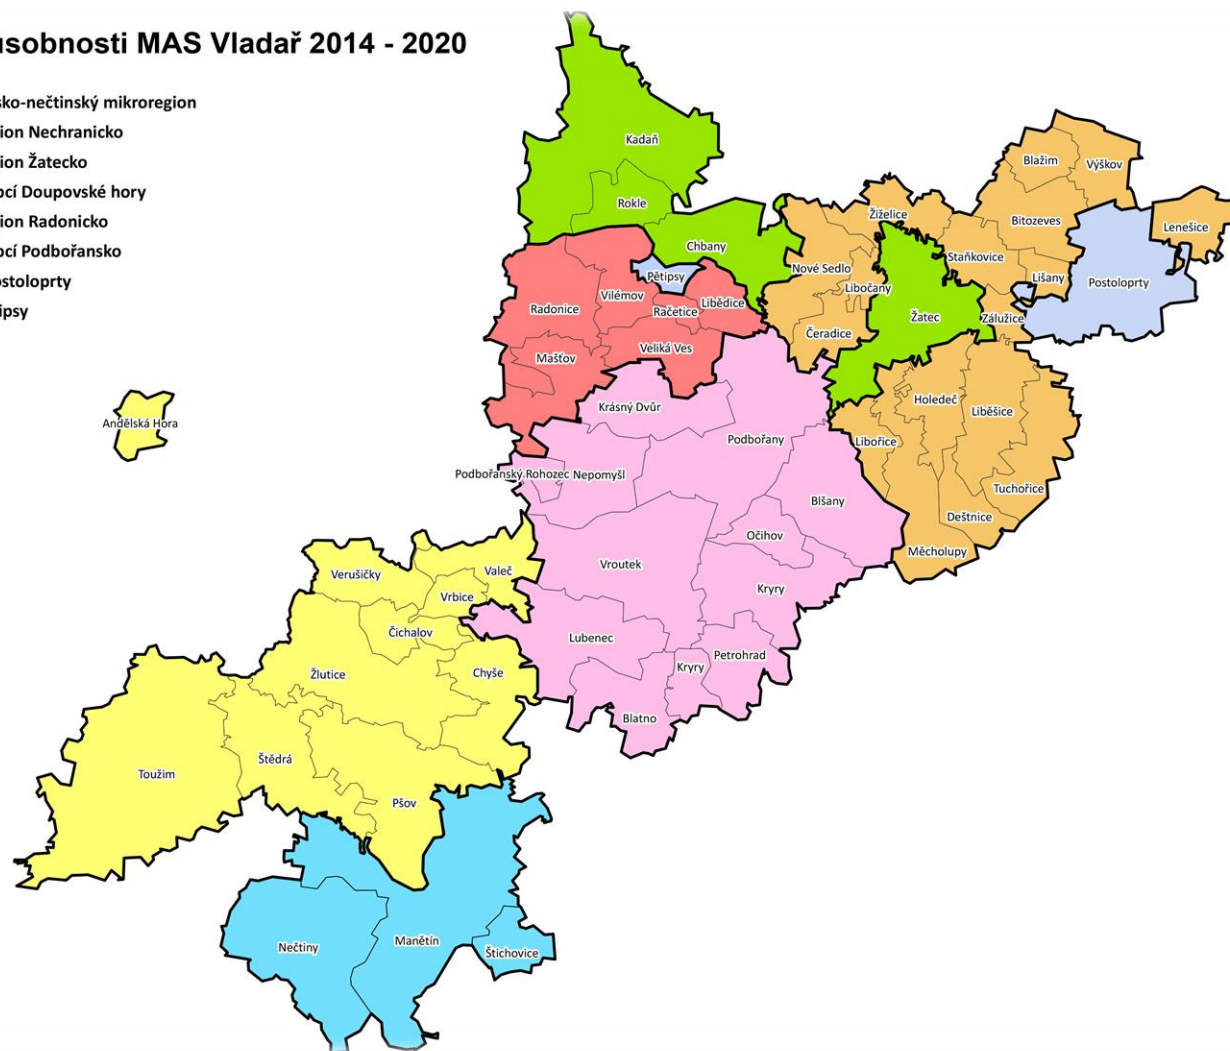 ůsobnosti MAS Vladař 2014 - 2020
sko-nečtinský mikroregion
ion Nechranicko
ion Žatecko
ocí Doupovské hory
ion Radonicko
ocí Podbořansko
ostoloprty
ipsy
Kadaň
Rokle
Chbany
Blažim
Výškov
Bitozeves
Žiželice
Staňkovice
Lenešice
Nové Sedlo
Libočany
Lišany
Postoloprty
Pětipsy
Radonice
Vilémov
Račetice
Libědice
Čeradice
Žatec
Zálužice
Mašťov
Veliká Ves
Krásný Dvůr
Holedeč
Liběšice
Andělská Hora
Podbořany
Libořice
Podbořanský Rohozec
Nepomyšl
Blšany
Tuchořice
Deštnice
Očihov
Měcholupy
Vroutek
Verušičky
Valeč
Vrbice
Kryry
Čichalov
Lubenec
Petrohrad
Žlutice
Chyše
Kryry
Blatno
Toužim
Štědrá
Pšov
Nečtiny
Manětín
Štichovice